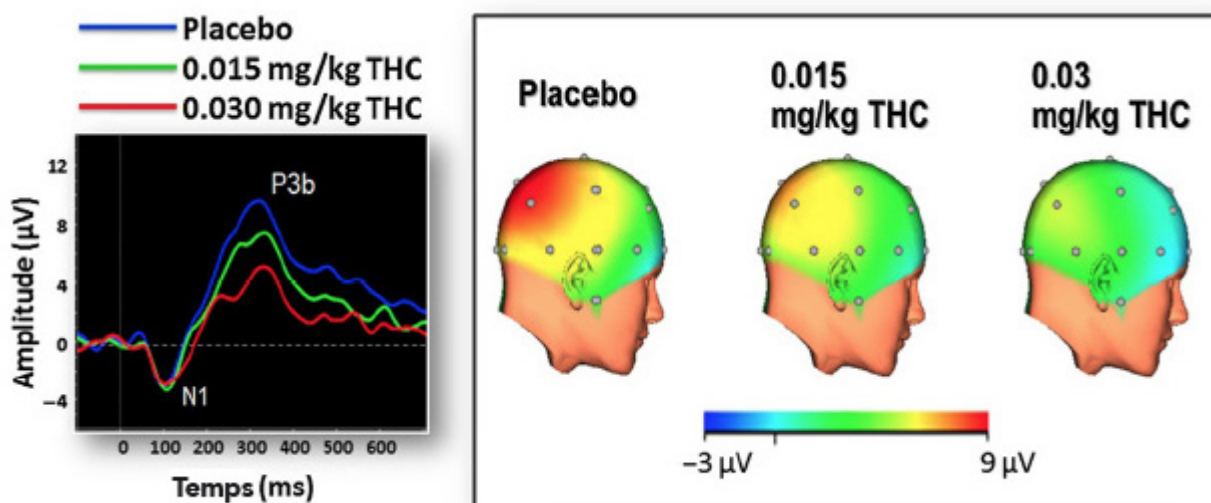 Placebo
0.015 mg/kg THC
0.030 mg/kg THC
12
8
4
0
−4
Amplitude (µV)
P3b
N1
0 100 200 300 400 500 600
Temps (ms)
Placebo
0.015
mg/kg THC
0.03
mg/kg THC
−3 µV
9 µV